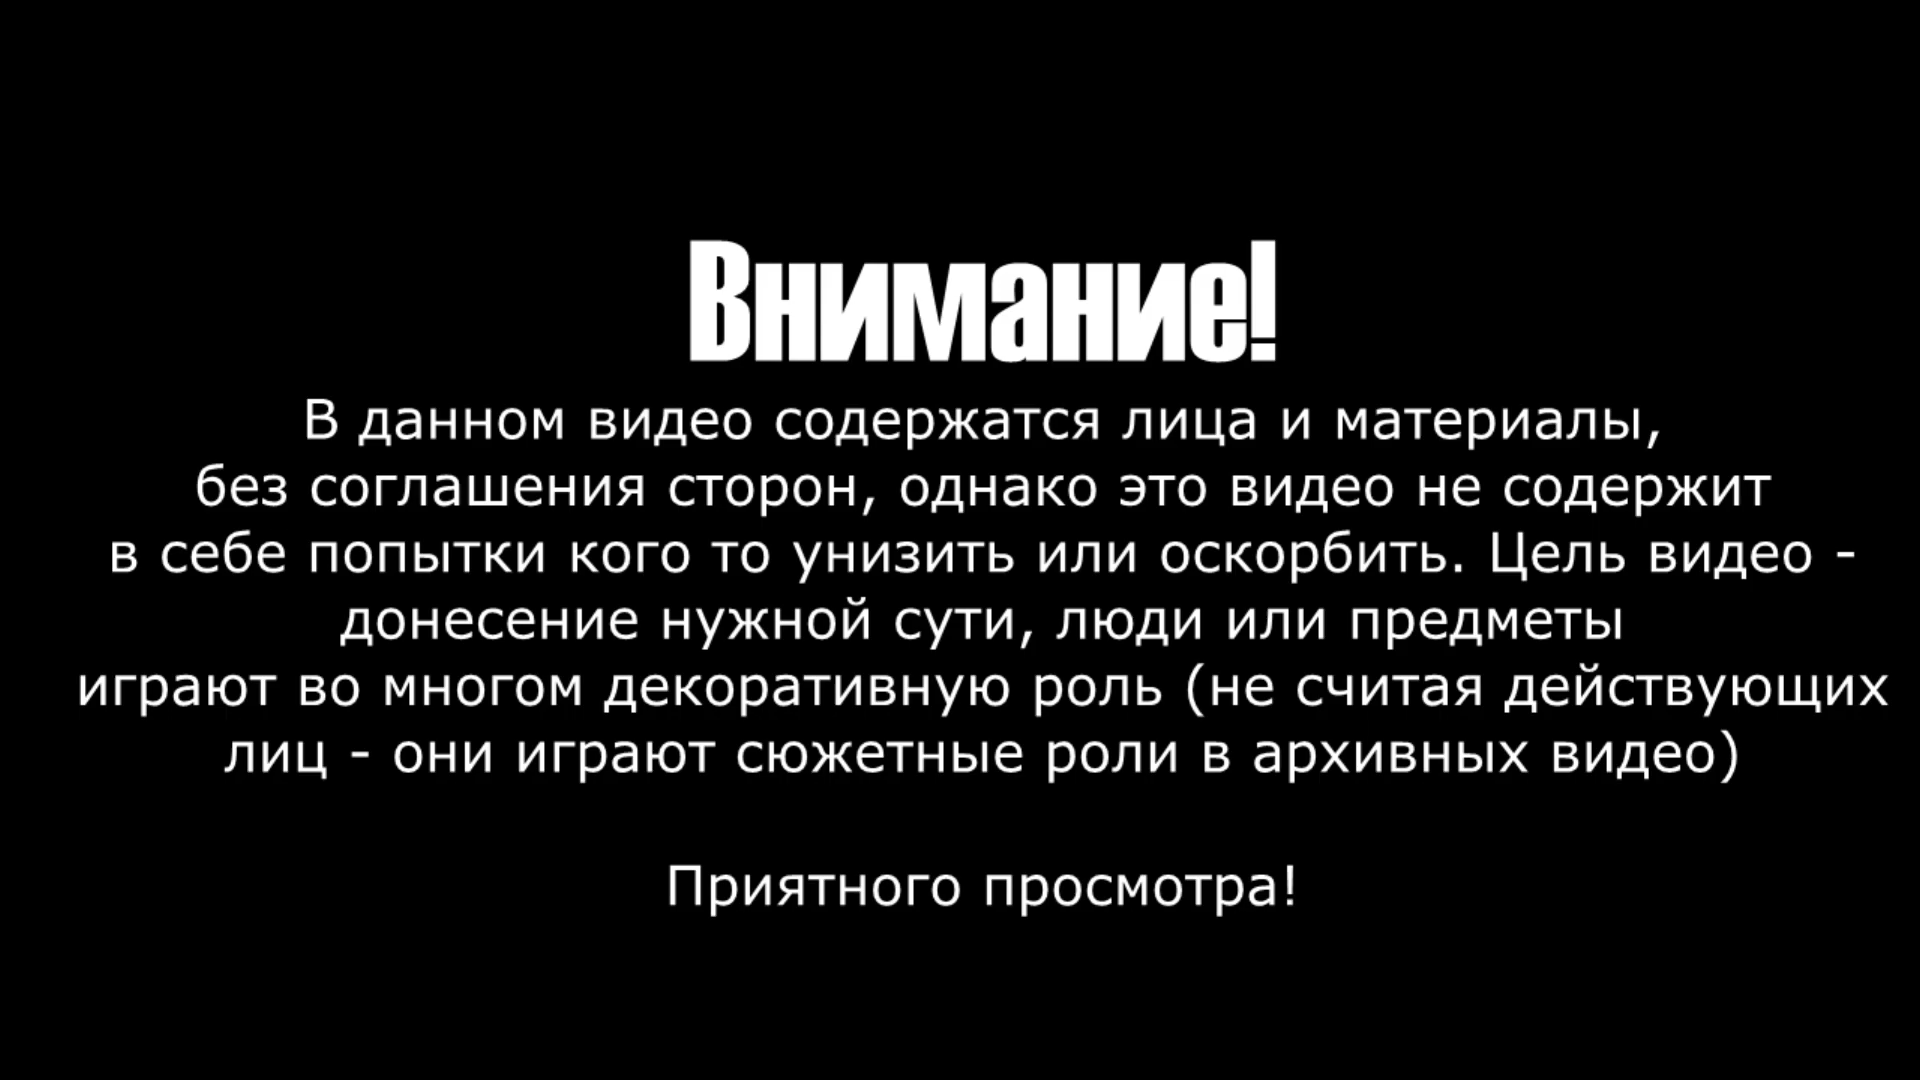 Внимание!
В данном видео содержатся лица и материалы,
без соглашения сторон, однако это видео не содержит
в себе попытки кого то унизить или оскорбить. Цель видео -
донесение нужной сути, люди или предметы
играют во многом декоративную роль (не считая действующих
лиц - они играют сюжетные роли в архивных видео)
Приятного просмотра!